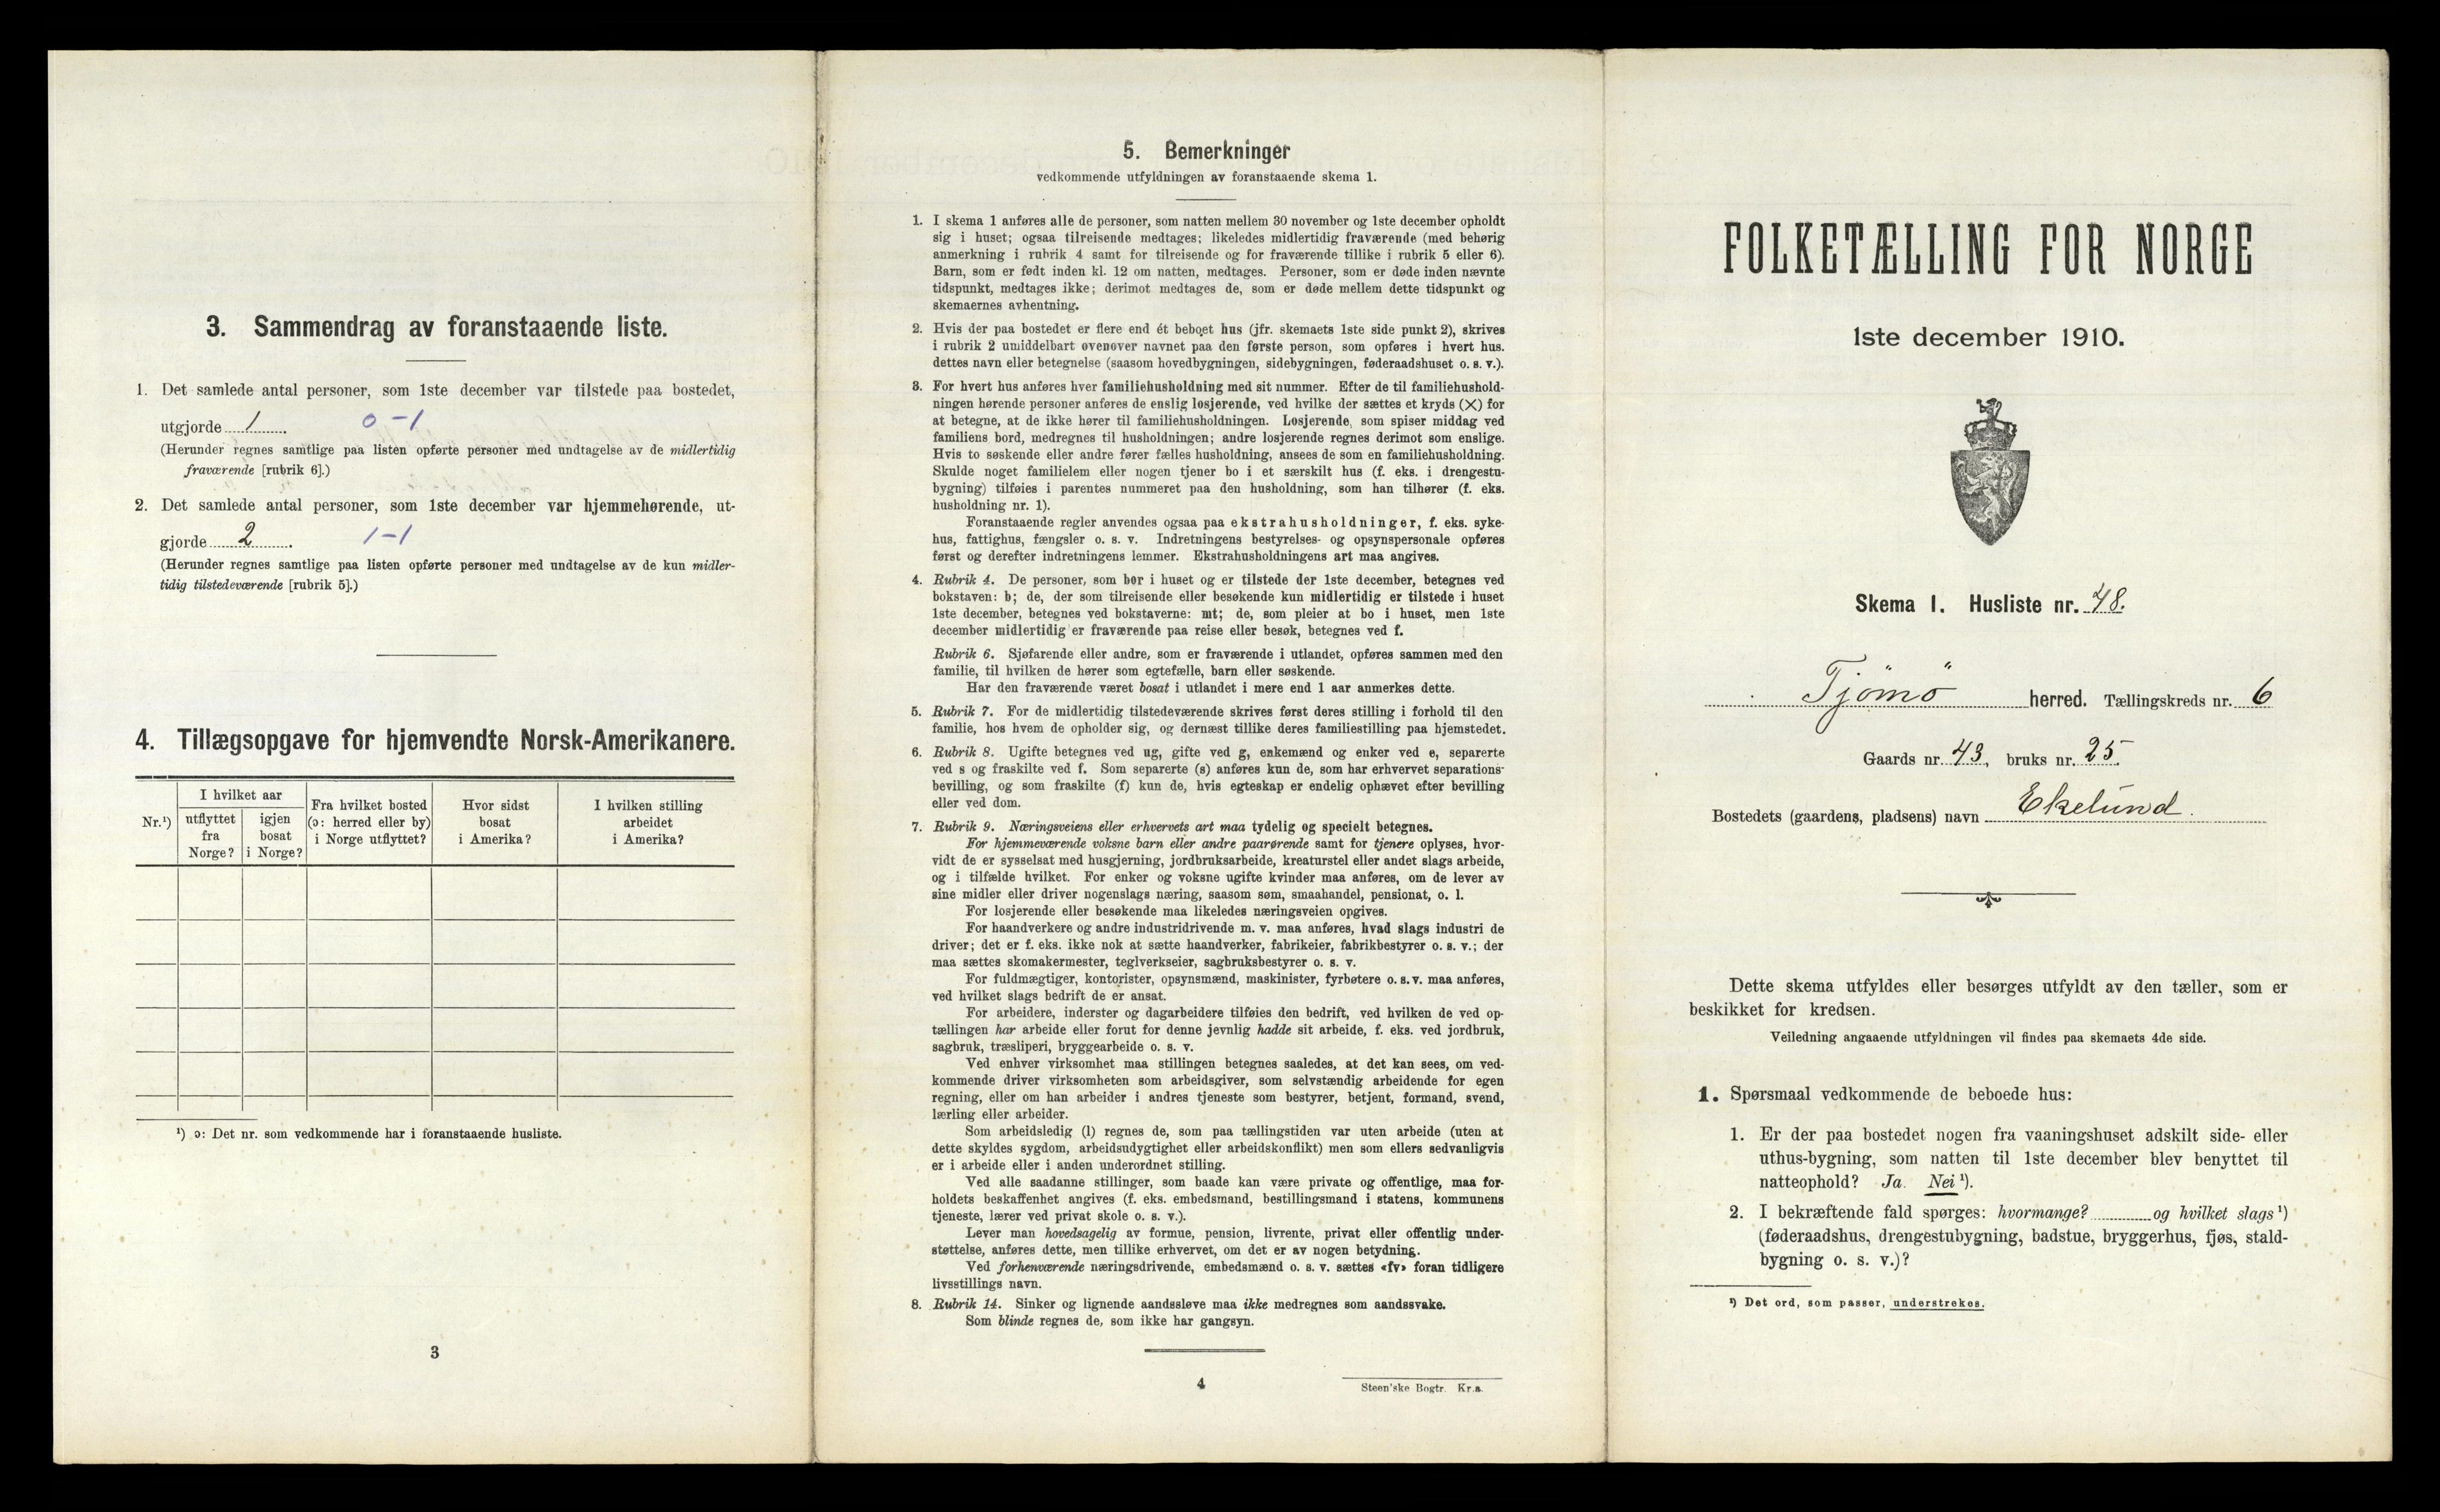 3. Sammendrag av foranstaaende liste.
1. Det samlede antal personer, som 1ste december var tilstede paa bostedet,
utgjorde 1. 0-1
(Herunder regnes samtlige paa listen opførte personer med undtagelse av de midlertidig
fraværende [rubrik 6].)
2. Det samlede antal personer, som 1ste december var hjemmehørende, ut-
gjorde 2. 1-1
(Herunder regnes samtlige paa listen opførte personer med undtagelse av de kun midler-
tidig tilstedeværende [rubrik 5].)
4. Tillægsopgave for hjemvendte Norsk-Amerikanere.
Nr.¹)
I hvilket aar
utflyttet
fra
Norge?
igjen
bosat
i Norge?
Fra hvilket bosted
(ɔ: herred eller by)
i Norge utflyttet?
Hvor sidst
bosat
i Amerika?
I hvilken stilling
arbeidet
i Amerika?
¹) ɔ: Det nr. som vedkommende har i foranstaaende husliste.
3
5. Bemerkninger
vedkommende utfyldningen av foranstaaende skema 1.
1. I skema 1 anføres alle de personer, som natten mellem 30 november og 1ste december opholdt
sig i huset; ogsaa tilreisende medtages; likeledes midlertidig fraværende (med behørig
anmerkning i rubrik 4 samt for tilreisende og for fraværende tillike i rubrik 5 eller 6).
Barn, som er født inden kl. 12 om natten, medtages. Personer, som er døde inden nævnte
tidspunkt, medtages ikke; derimot medtages de, som er døde mellem dette tidspunkt og
skemaernes avhentning.
2. Hvis der paa bostedet er flere end ét beboet hus (jfr. skemaets 1ste side punkt 2), skrives
i rubrik 2 umiddelbart ovenover navnet paa den første person, som opføres i hvert hus.
dettes navn eller betegnelse (saasom hovedbygningen, sidebygningen, føderaadshuset o. s. v.).
3. For hvert hus anføres hver familiehusholdning med sit nummer. Efter de til familiehushold-
ningen hørende personer anføres de enslig losjerende, ved hvilke der sættes et kryds (×) for
at betegne, at de ikke hører til familiehusholdningen. Losjerende, som spiser middag ved
familiens bord, medregnes til husholdningen; andre losjerende regnes derimot som enslige.
Hvis to søskende eller andre fører fælles husholdning, ansees de som en familiehusholdning.
Skulde noget familielem eller nogen tjener bo i et særskilt hus (f. eks. i drengestu-
bygning) tilføies i parentes nummeret paa den husholdning, som han tilhører (f. eks.
husholdning nr. 1).
Foranstaaende regler anvendes ogsaa paa ekstrahusholdninger, f. eks. syke-
hus, fattighus, fængsler o. s. v. Indretningens bestyrelses- og opsynspersonale opføres
først og derefter indretningens lemmer. Ekstrahusholdningens art maa angives.
4. Rubrik 4. De personer, som bor i huset og er tilstede der 1ste december, betegnes ved
bokstaven: b; de, der som tilreisende eller besøkende kun midlertidig er tilstede i huset
1ste december, betegnes ved bokstaverne: mt; de, som pleier at bo i huset, men 1ste
december midlertidig er fraværende paa reise eller besøk, betegnes ved f.
Rubrik 6. Sjøfarende eller andre, som er fraværende i utlandet, opføres sammen med den
familie, til hvilken de hører som egtefælle, barn eller søskende.
Har den fraværende været bosat i utlandet i mere end 1 aar anmerkes dette.
5. Rubrik 7. For de midlertidig tilstedeværende skrives først deres stilling i forhold til den
familie, hos hvem de opholder sig, og dernæst tillike deres familiestilling paa hjemstedet.
6. Rubrik 8. Ugifte betegnes ved ug, gifte ved g, enkemænd og enker ved e, separerte
ved s og fraskilte ved f. Som separerte (s) anføres kun de, som har erhvervet separations-
bevilling, og som fraskilte (f) kun de, hvis egteskap er endelig ophævet efter bevilling
eller ved dom.
7. Rubrik 9. Næringsveiens eller erhvervets art maa tydelig og specielt betegnes.
For hjemmeværende voksne barn eller andre paarørende samt for tjenere oplyses, hvor-
vidt de er sysselsat med husgjerning, jordbruksarbeide, kreaturstel eller andet slags arbeide,
og i tilfælde hvilket. For enker og voksne ugifte kvinder maa anføres, om de lever av
sine midler eller driver nogenslags næring, saasom søm, smaahandel, pensionat, o. l.
For losjerende eller besøkende maa likeledes næringsveien opgives.
For haandverkere og andre industridrivende m. v. maa anføres, hvad slags industri de
driver; det er f. eks. ikke nok at sætte haandverker, fabrikeier, fabrikbestyrer o. s. v.; der
maa sættes skomakermester, teglverkseier, sagbruksbestyrer o. s. v.
For fuldmægtiger, kontorister, opsynsmænd, maskinister, fyrbøtere o. s. v. maa anføres,
ved hvilket slags bedrift de er ansat.
For arbeidere, inderster og dagarbeidere tilføies den bedrift, ved hvilken de ved op-
tællingen har arbeide eller forut for denne jevnlig hadde sit arbeide, f. eks. ved jordbruk,
sagbruk, træsliperi, bryggearbeide o. s. v.
Ved enhver virksomhet maa stillingen betegnes saaledes, at det kan sees, om ved-
kommende driver virksomheten som arbeidsgiver, som selvstændig arbeidende for egen
regning, eller om han arbeider i andres tjeneste som bestyrer, betjent, formand, svend,
lærling eller arbeider.
Som arbeidsledig (l) regnes de, som paa tællingstiden var uten arbeide (uten at
dette skyldes sygdom, arbeidsudygtighet eller arbeidskonflikt) men som ellers sedvanligvis
er i arbeide eller i anden underordnet stilling.
Ved alle saadanne stillinger, som baade kan være private og offentlige, maa for-
holdets beskaffenhet angives (f. eks. embedsmand, bestillingsmand i statens, kommunens
tjeneste, lærer ved privat skole o. s. v.).
Lever man hovedsagelig av formue, pension, livrente, privat eller offentlig under-
støttelse, anføres dette, men tillike erhvervet, om det er av nogen betydning.
Ved forhenværende næringsdrivende, embedsmænd o. s. v. sættes «fv» foran tidligere
livsstillings navn.
8. Rubrik 14. Sinker og lignende aandssløve maa ikke medregnes som aandssvake.
Som blinde regnes de, som ikke har gangsyn.
4
Steen'ske Bogtr. Kr.a.
FOLKETÆLLING FOR NORGE
1ste december 1910.
Skema I. Husliste nr. 48.
Tjömö herred. Tællingskreds nr. 6
Gaards nr. 43, bruks nr. 25.
Bostedets (gaardens, pladsens) navn Ekelund.
Dette skema utfyldes eller besørges utfyldt av den tæller, som er
beskikket for kredsen.
Veiledning angaaende utfyldningen vil findes paa skemaets 4de side.
1. Spørsmaal vedkommende de beboede hus:
1. Er der paa bostedet nogen fra vaaningshuset adskilt side- eller
uthus-bygning, som natten til 1ste december blev benyttet til
natteophold? Ja. Nei ¹).
2. I bekræftende fald spørges: hvormange? og hvilket slags ¹)
(føderaadshus, drengestubygning, badstue, bryggerhus, fjøs, stald-
bygning o. s. v.)?
¹) Det ord, som passer, understrekes.